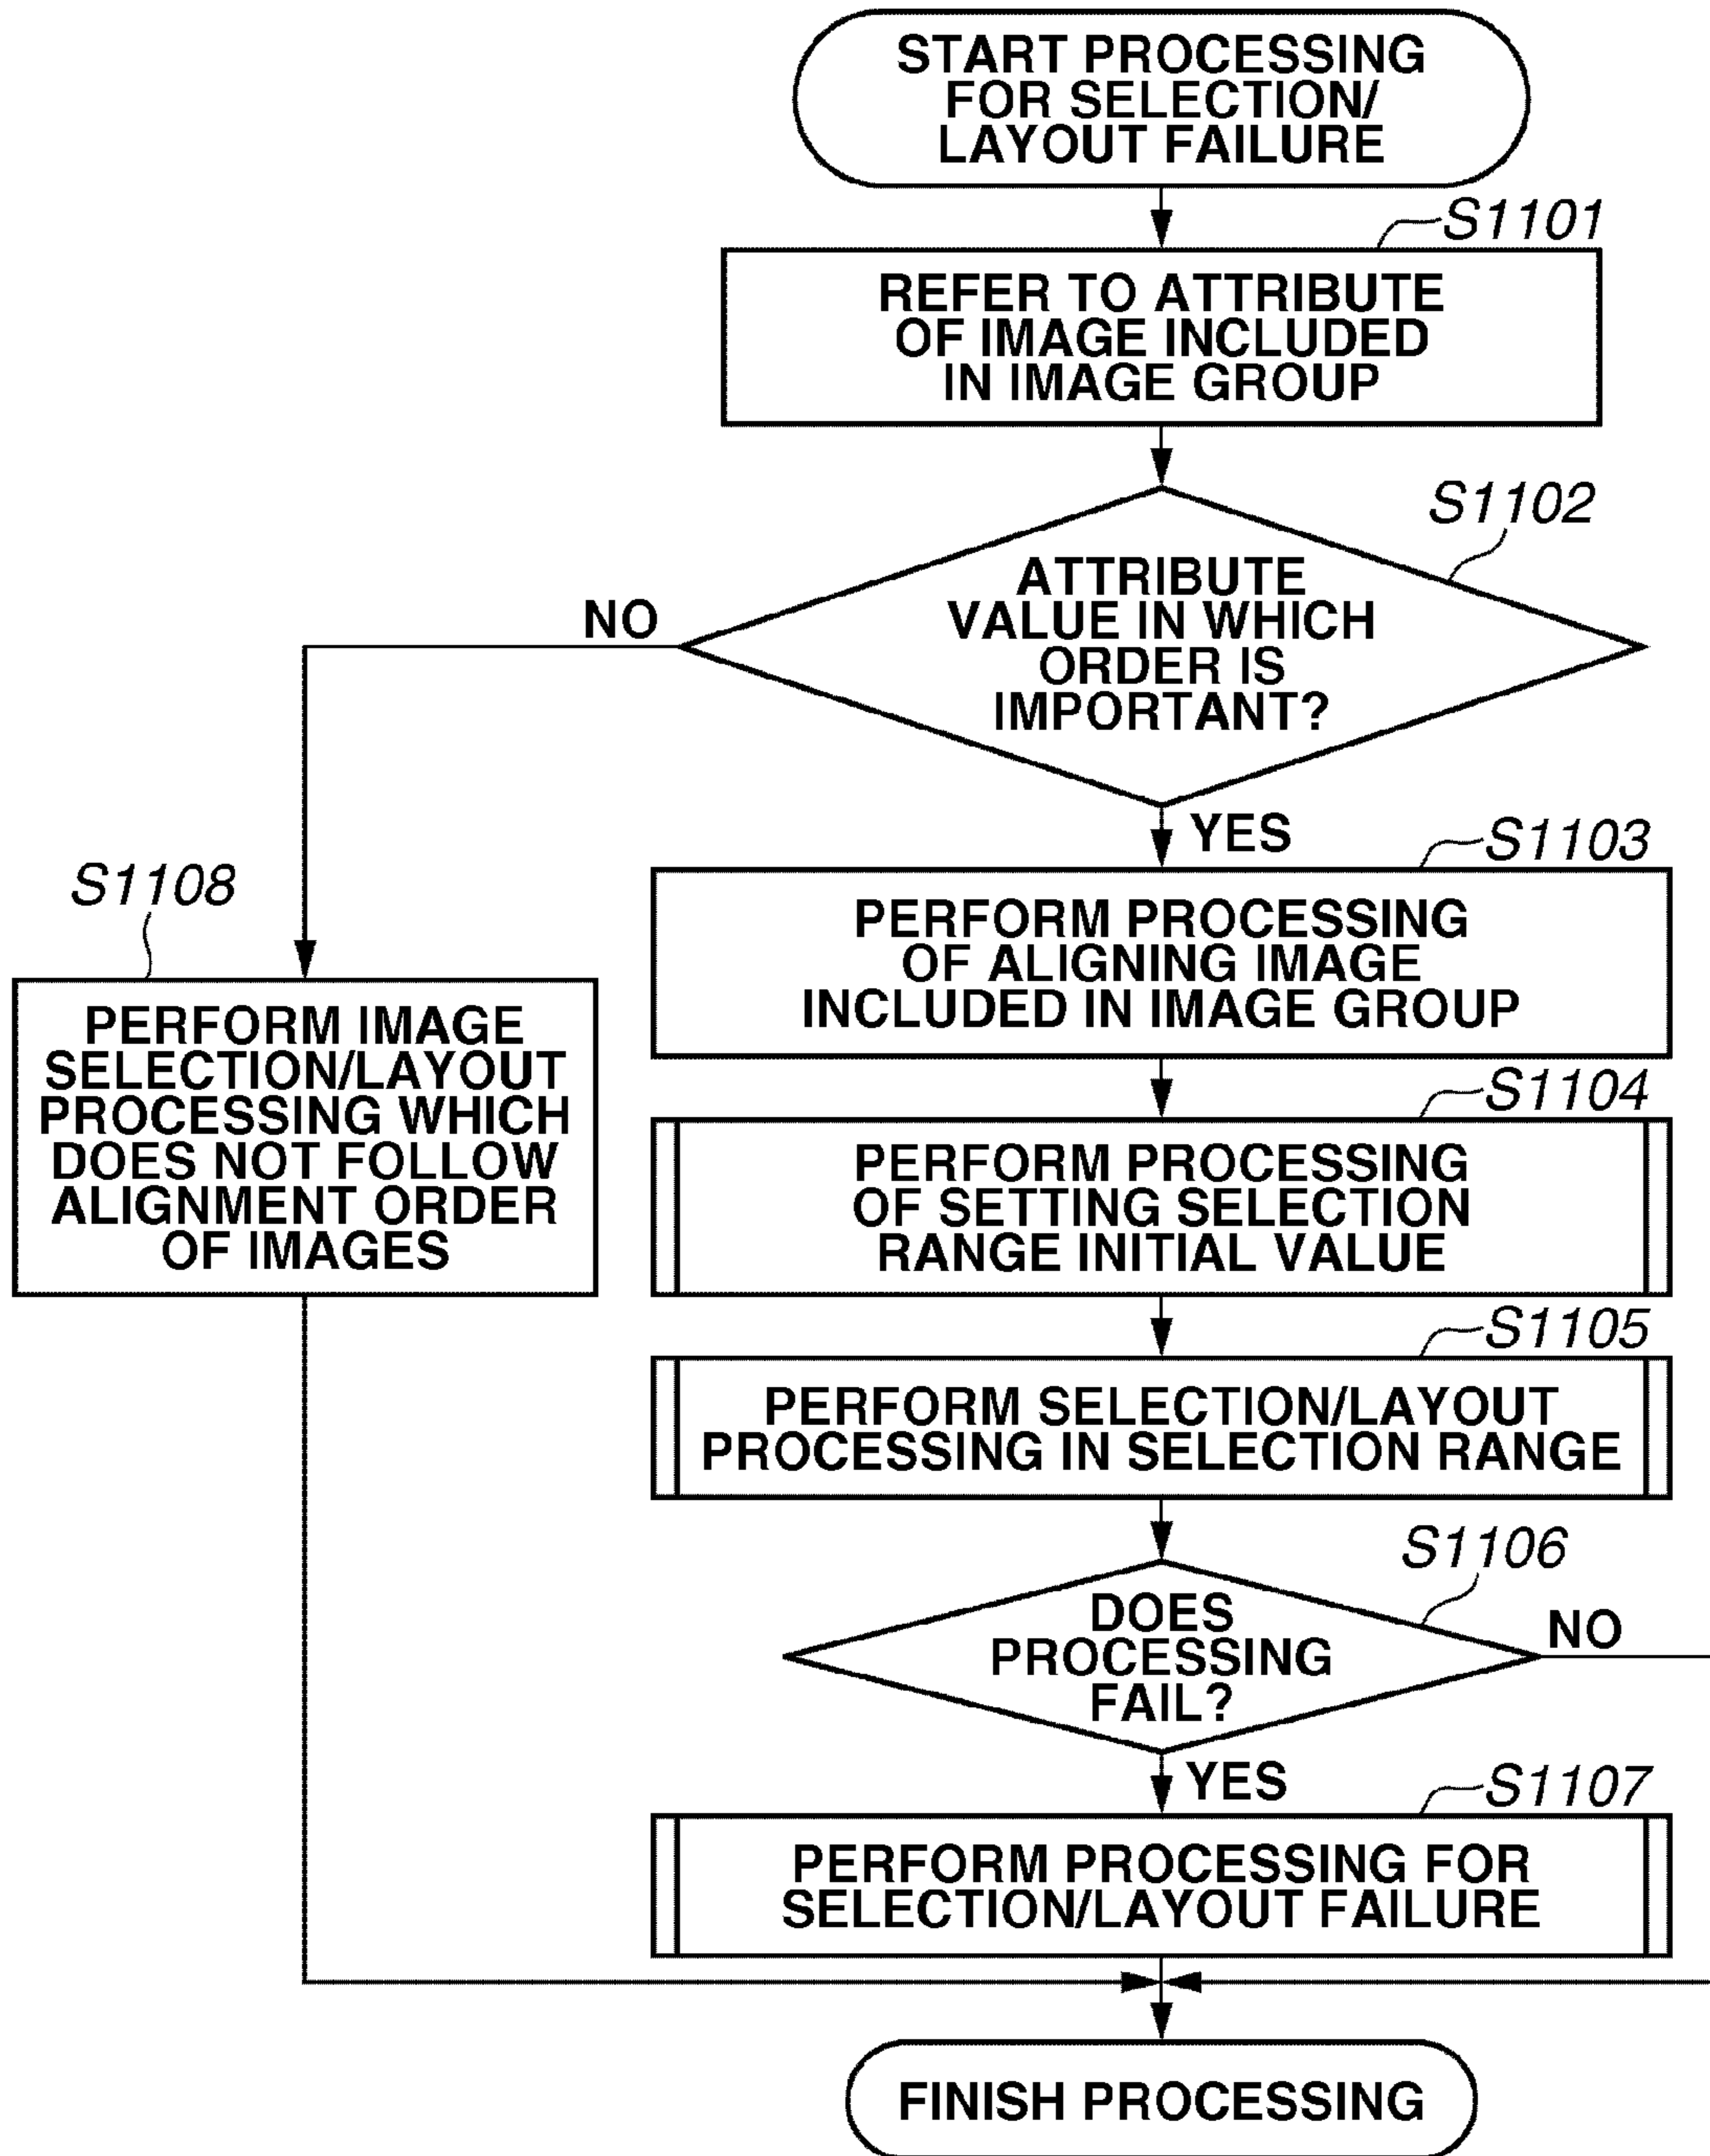 START PROCESSING
FOR SELECTION/
LAYOUT FAILURE
S1101
REFER TO ATTRIBUTE
OF IMAGE INCLUDED
IN IMAGE GROUP
S1102
ATTRIBUTE
VALUE IN WHICH
ORDER IS
IMPORTANT?
NO
YES
S1103
PERFORM PROCESSING
OF ALIGNING IMAGE
INCLUDED IN IMAGE GROUP
S1108
PERFORM IMAGE
SELECTION/LAYOUT
PROCESSING WHICH
DOES NOT FOLLOW
ALIGNMENT ORDER
OF IMAGES
S1104
PERFORM PROCESSING
OF SETTING SELECTION
RANGE INITIAL VALUE
S1105
PERFORM SELECTION/LAYOUT
PROCESSING IN SELECTION RANGE
S1106
DOES
PROCESSING
FAIL?
NO
YES
S1107
PERFORM PROCESSING FOR
SELECTION/LAYOUT FAILURE
FINISH PROCESSING